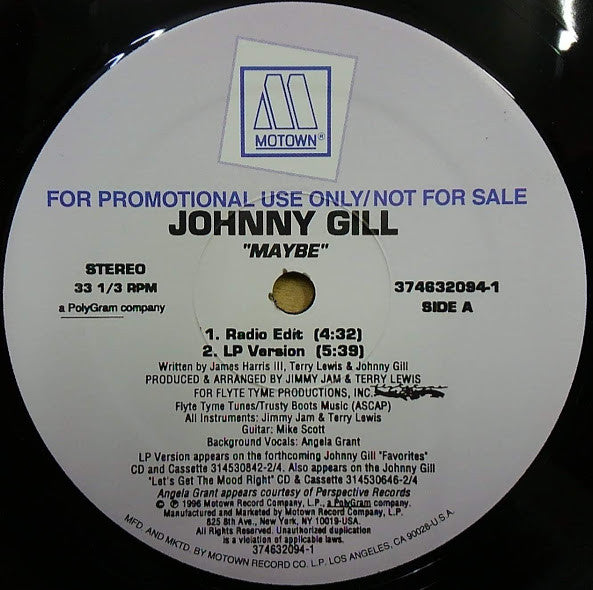 MOTOWN®
FOR PROMOTIONAL USE ONLY/NOT FOR SALE
JOHNNY GILL
"MAYBE"
STEREO
33 1/3 RPM
a PolyGram company
374632094-1
SIDE A
1. Radio Edit (4:32)
2. LP Version (5:39)
Written by James Harris III, Terry Lewis & Johnny Gill
PRODUCED & ARRANGED BY JIMMY JAM & TERRY LEWIS
FOR FLYTE TYME PRODUCTIONS, INC.
Flyte Tyme Tunes/Trusty Boots Music (ASCAP)
All Instruments: Jimmy Jam & Terry Lewis
Guitar: Mike Scott
Background Vocals: Angela Grant
LP Version appears on the forthcoming Johnny Gill "Favorites"
CD and Cassette 314530842-2/4. Also appears on the Johnny Gill
"Let's Get The Mood Right" CD & Cassette 314530646-2/4
Angela Grant appears courtesy of Perspective Records
© ℗ 1996 Motown Record Company, L.P., a PolyGram company.
Manufactured and Marketed by Motown Record Company, L.P.
825 8th Ave., New York, NY 10019-USA.
All Rights Reserved. Unauthorized duplication
is a violation of applicable laws.
374632094-1
MFD. AND MKTD. BY MOTOWN RECORD CO. L.P. LOS ANGELES, CA 90028-U.S.A.